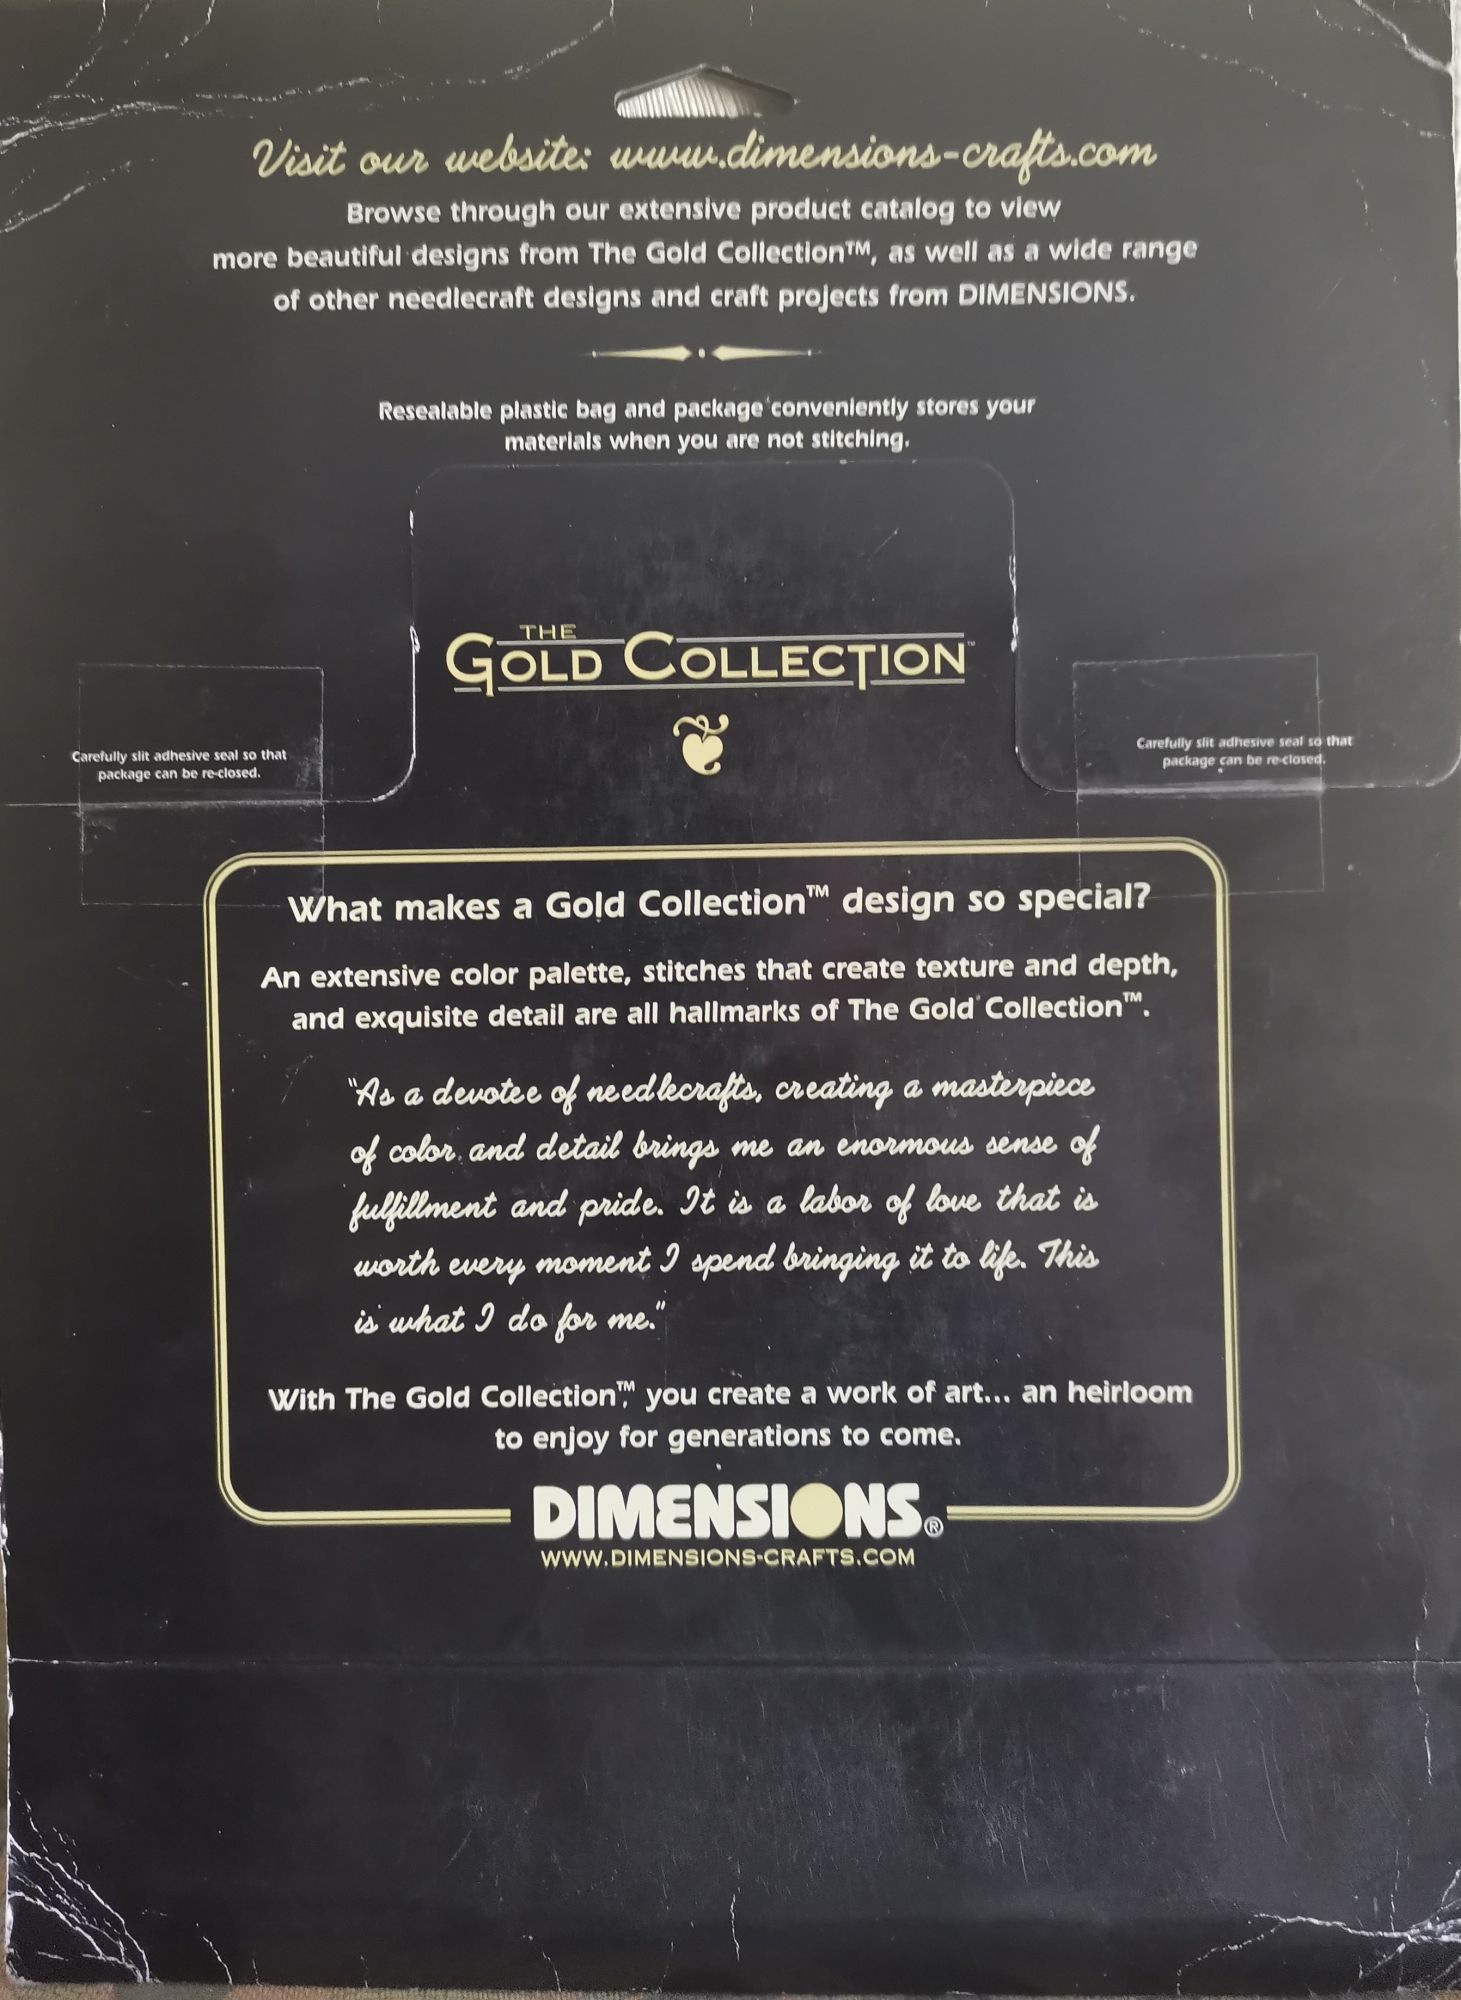 Visit our website: www.dimensions-crafts.com
Browse through our extensive product catalog to view
more beautiful designs from The Gold Collection™, as well as a wide range
of other needlecraft designs and craft projects from DIMENSIONS.
Resealable plastic bag and package conveniently stores your
materials when you are not stitching.
THE
GOLD COLLECTION™
Carefully slit adhesive seal so that
package can be re-closed.
Carefully slit adhesive seal so that
package can be re-closed.
What makes a Gold Collection™ design so special?
An extensive color palette, stitches that create texture and depth,
and exquisite detail are all hallmarks of The Gold Collection™.
"As a devotee of needlecrafts, creating a masterpiece
of color and detail brings me an enormous sense of
fulfillment and pride. It is a labor of love that is
worth every moment I spend bringing it to life. This
is what I do for me."
With The Gold Collection™, you create a work of art... an heirloom
to enjoy for generations to come.
DIMENSIONS®
WWW.DIMENSIONS-CRAFTS.COM